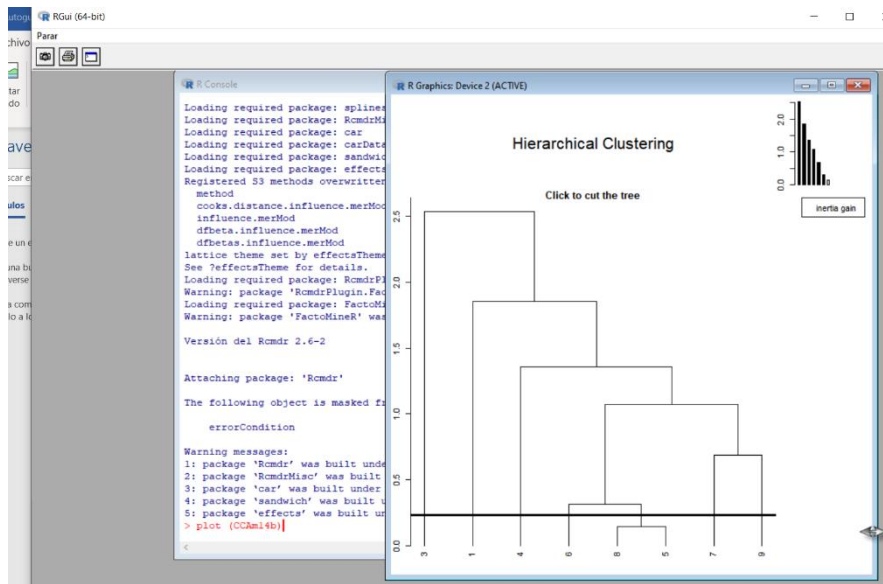 RGui (64-bit)
Parar
R Console
Loading required package: splines
Loading required package: RcmdrMi
Loading required package: car
Loading required package: carData
Loading required package: sandwic
Loading required package: effects
Registered S3 methods overwritten
method
cooks.distance.influence.merMod
influence.merMod
dfbeta.influence.merMod
dfbetas.influence.merMod
lattice theme set by effectsTheme
See ?effectsTheme for details.
Loading required package: RcmdrPl
Warning: package 'RcmdrPlugin.Fac
Loading required package: FactoMi
Warning: package 'FactoMineR' was
Versión del Rcmdr 2.6-2
Attaching package: 'Rcmdr'
The following object is masked fr
errorCondition
Warning messages:
1: package ‘Rcmdr’ was built unde
2: package ‘RcmdrMisc’ was built
3: package ‘car’ was built under
4: package ‘sandwich’ was built u
5: package ‘effects’ was built un
> plot (CCAml4b)
R Graphics: Device 2 (ACTIVE)
Hierarchical Clustering
Click to cut the tree
0.0 1.0 2.0
inertia gain
0.0 0.5 1.0 1.5 2.0 2.5
3 1 4 6 8 5 7 9